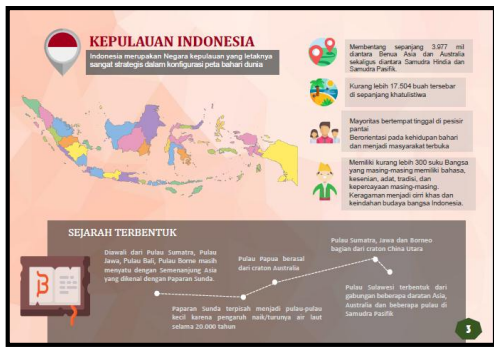 KEPULAUAN INDONESIA
Indonesia merupakan Negara kepulauan yang letaknya
sangat strategis dalam konfigurasi peta bahari dunia
Membentang sepanjang 3.977 mil
diantara Benua Asia dan Australia
sekaligus diantara Samudra Hindia dan
Samudra Pasifik.
Kurang lebih 17.504 buah tersebar
di sepanjang khatulistiwa
Mayoritas bertempat tinggal di pesisir
pantai
Berorientasi pada kehidupan bahari
dan menjadi masyarakat terbuka
Memiliki kurang lebih 300 suku Bangsa
yang masing-masing memiliki bahasa,
kesenian, adat, tradisi, dan
keperoayaan masing-masing.
Keragaman menjadi cirri khas dan
keindahan budaya bangsa Indonesia.
SEJARAH TERBENTUK
Diawali dari Pulau Sumatra, Pulau
Jawa, Pulau Bali, Pulau Borne masih
menyatu dengan Semenanjung Asia
yang dikenal dengan Paparan Sunda.
Paparan Sunda terpisah menjadi pulau-pulau
kecil karena pengaruh naik/turunya air laut
selama 20.000 tahun
Pulau Papua berasal
dari craton Australia
Pulau Sumatra, Jawa dan Borneo
bagian dari craton China Utara
Pulau Sulawesi terbentuk dari
gabungan beberapa daratan Asia,
Australia dan beberapa pulau di
Samudra Pasifik
3